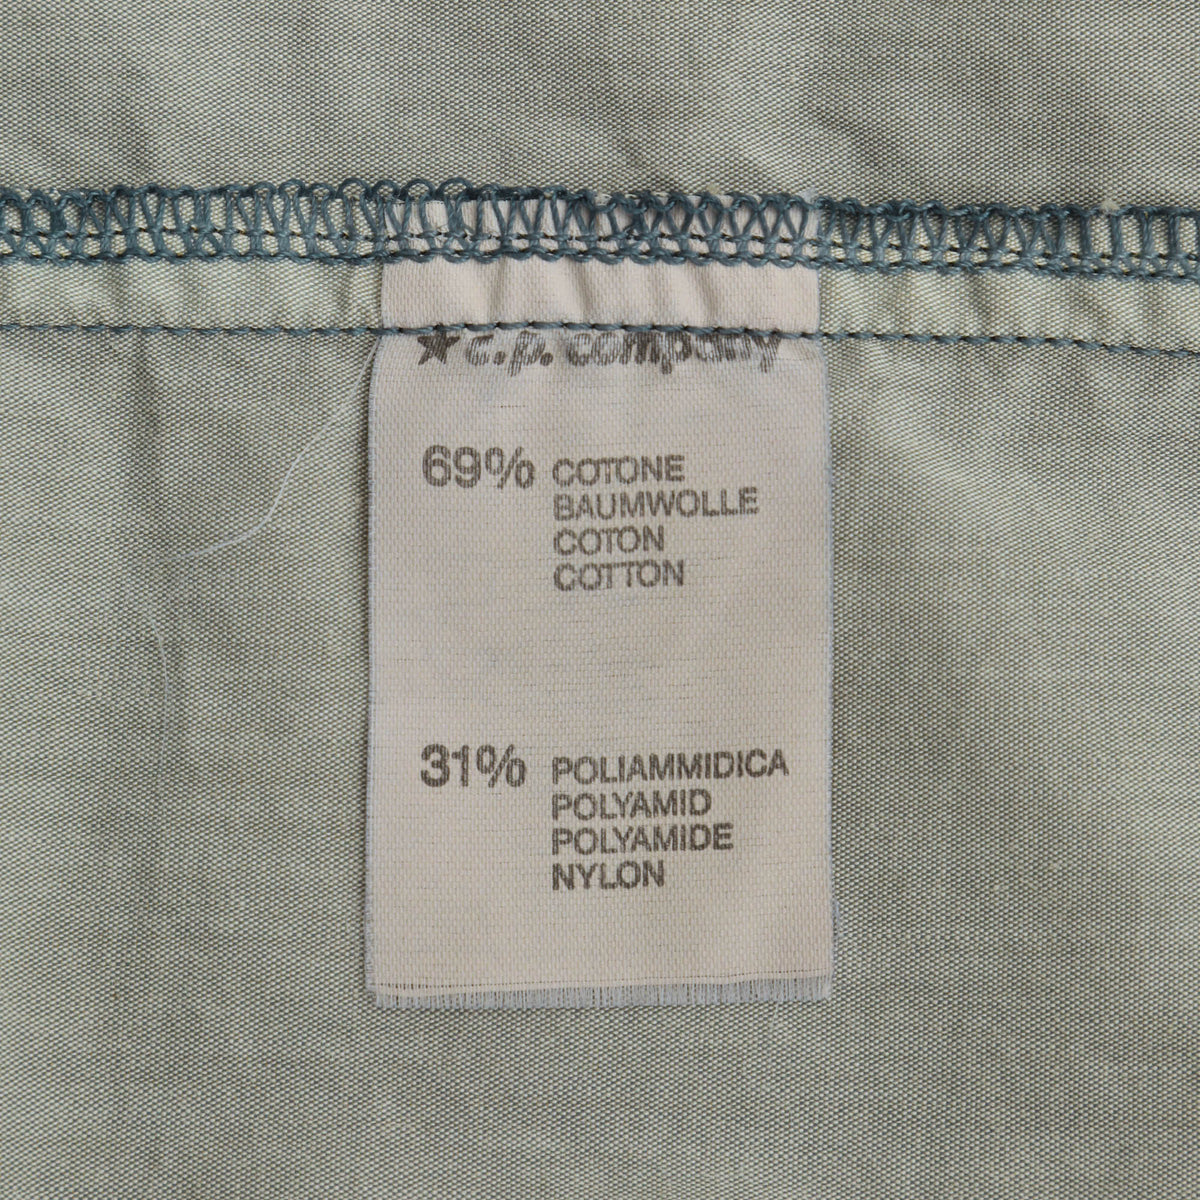 ★c.p. company
69% COTONE
BAUMWOLLE
COTON
COTTON
31% POLIAMMIDICA
POLYAMID
POLYAMIDE
NYLON